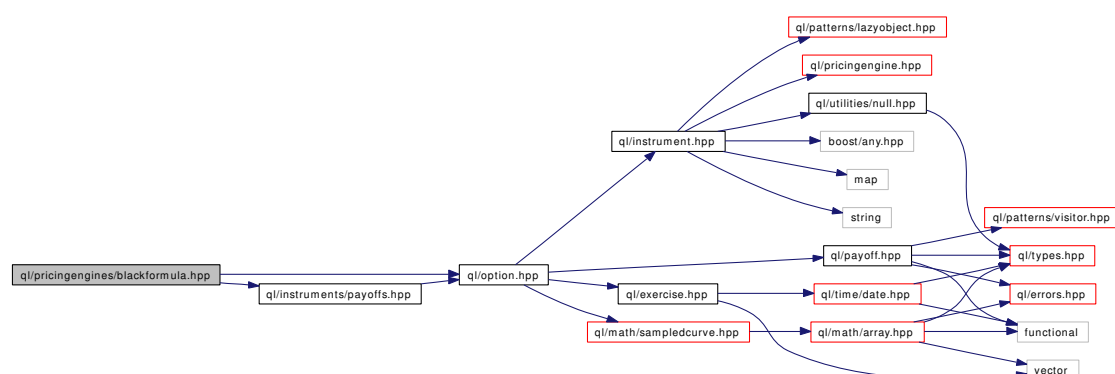 ql/patterns/lazyobject.hpp
ql/pricingengine.hpp
ql/utilities/null.hpp
ql/instrument.hpp
boost/any.hpp
map
string
ql/patterns/visitor.hpp
ql/payoff.hpp
ql/types.hpp
ql/pricingengines/blackformula.hpp
ql/option.hpp
ql/instruments/payoffs.hpp
ql/exercise.hpp
ql/time/date.hpp
ql/errors.hpp
ql/math/sampledcurve.hpp
ql/math/array.hpp
functional
vector